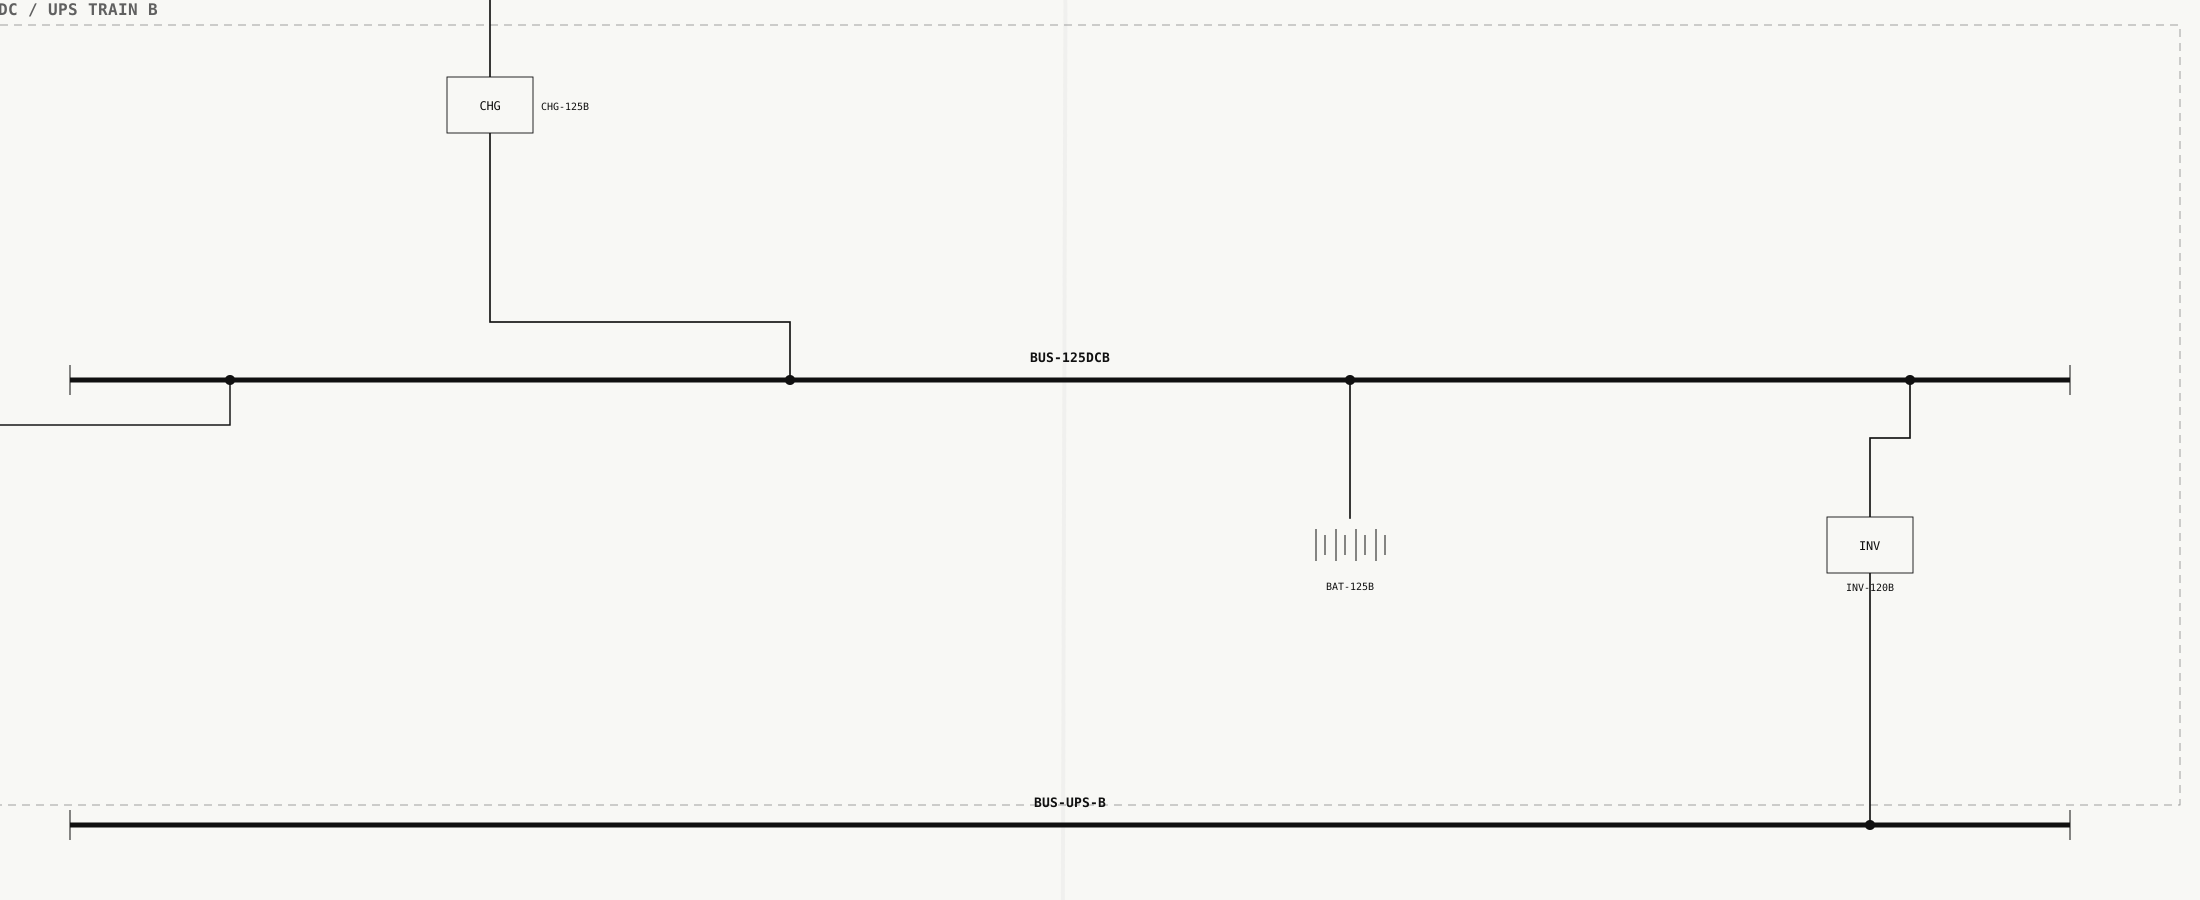 DC / UPS TRAIN B
CHG
CHG-125B
BUS-125DCB
BAT-125B
INV
INV-120B
BUS-UPS-B